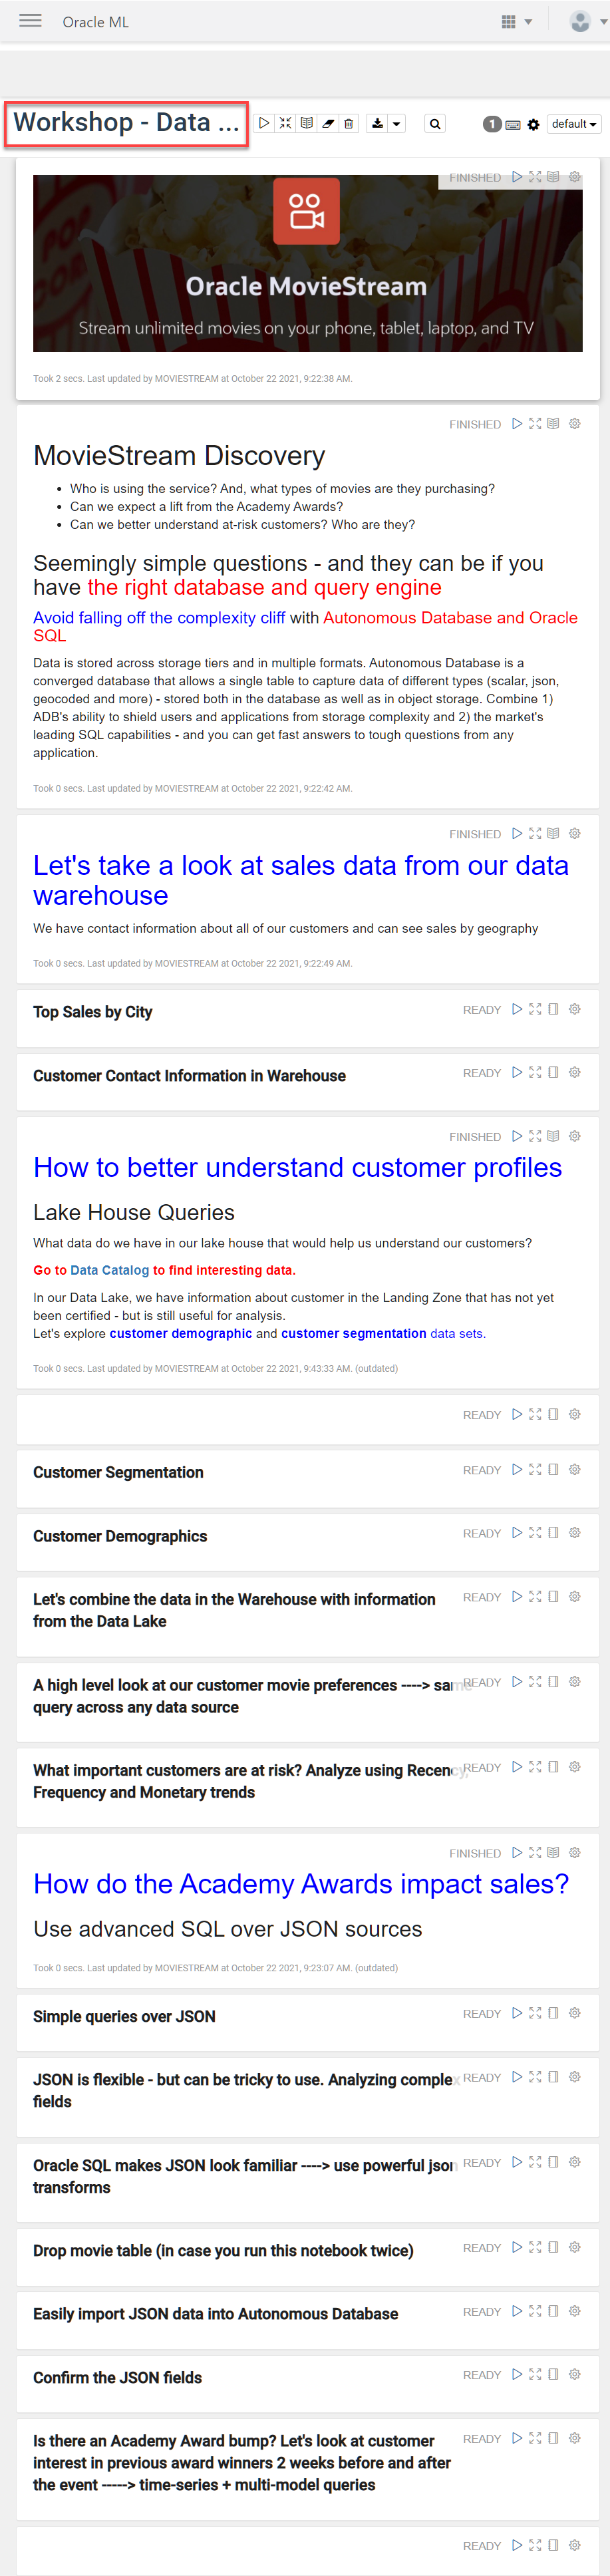 Oracle ML
Workshop - Data ...
1
default
FINISHED
Oracle MovieStream
Stream unlimited movies on your phone, tablet, laptop, and TV
Took 2 secs. Last updated by MOVIESTREAM at October 22 2021, 9:22:38 AM.
FINISHED
MovieStream Discovery
• Who is using the service? And, what types of movies are they purchasing?
• Can we expect a lift from the Academy Awards?
• Can we better understand at-risk customers? Who are they?
Seemingly simple questions - and they can be if you
have the right database and query engine
Avoid falling off the complexity cliff with Autonomous Database and Oracle
SQL
Data is stored across storage tiers and in multiple formats. Autonomous Database is a
converged database that allows a single table to capture data of different types (scalar, json,
geocoded and more) - stored both in the database as well as in object storage. Combine 1)
ADB's ability to shield users and applications from storage complexity and 2) the market's
leading SQL capabilities - and you can get fast answers to tough questions from any
application.
Took 0 secs. Last updated by MOVIESTREAM at October 22 2021, 9:22:42 AM.
FINISHED
Let's take a look at sales data from our data
warehouse
We have contact information about all of our customers and can see sales by geography
Took 0 secs. Last updated by MOVIESTREAM at October 22 2021, 9:22:49 AM.
Top Sales by City
READY
Customer Contact Information in Warehouse
READY
FINISHED
How to better understand customer profiles
Lake House Queries
What data do we have in our lake house that would help us understand our customers?
Go to Data Catalog to find interesting data.
In our Data Lake, we have information about customer in the Landing Zone that has not yet
been certified - but is still useful for analysis.
Let's explore customer demographic and customer segmentation data sets.
Took 0 secs. Last updated by MOVIESTREAM at October 22 2021, 9:43:33 AM. (outdated)
READY
Customer Segmentation
READY
Customer Demographics
READY
Let's combine the data in the Warehouse with information
READY
from the Data Lake
A high level look at our customer movie preferences ----> same
READY
query across any data source
What important customers are at risk? Analyze using Recency,
READY
Frequency and Monetary trends
FINISHED
How do the Academy Awards impact sales?
Use advanced SQL over JSON sources
Took 0 secs. Last updated by MOVIESTREAM at October 22 2021, 9:23:07 AM. (outdated)
Simple queries over JSON
READY
JSON is flexible - but can be tricky to use. Analyzing complex
READY
fields
Oracle SQL makes JSON look familiar ----> use powerful json
READY
transforms
Drop movie table (in case you run this notebook twice)
READY
Easily import JSON data into Autonomous Database
READY
Confirm the JSON fields
READY
Is there an Academy Award bump? Let's look at customer
READY
interest in previous award winners 2 weeks before and after
the event -----> time-series + multi-model queries
READY